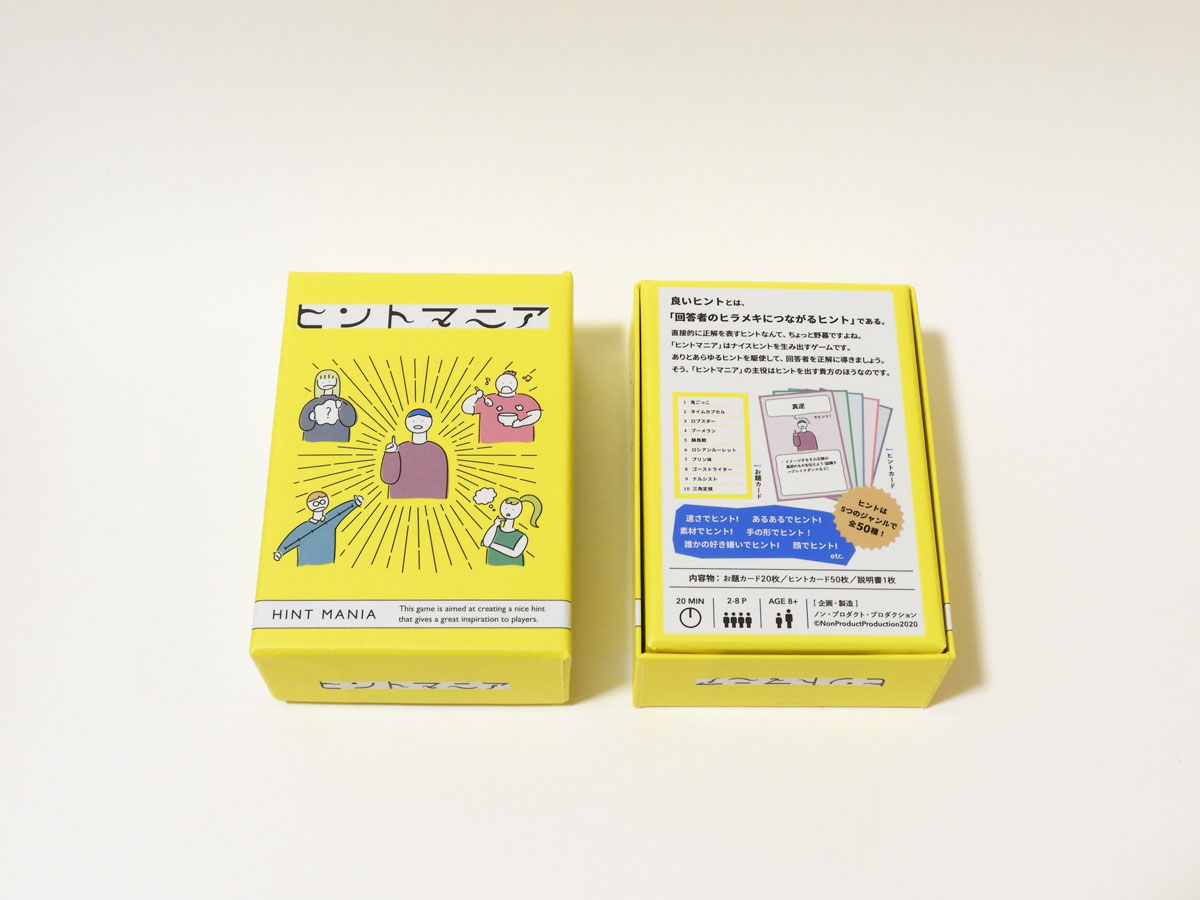 ヒントマニア
?
HINT MANIA
This game is aimed at creating a nice hint
that gives a great inspiration to players.
ヒントマニア
良いヒントとは、
「回答者のヒラメキにつながるヒント」である。
直接的に正解を表すヒントなんて、ちょっと野暮ですよね。
「ヒントマニア」はナイスヒントを生み出すゲームです。
ありとあらゆるヒントを駆使して、回答者を正解に導きましょう。
そう、「ヒントマニア」の主役はヒントを出す貴方のほうなのです。
1 鬼ごっこ
2 タイムカプセル
3 ロブスター
4 ブーメラン
5 騎馬戦
6 ロシアンルーレット
7 プリン体
8 ゴーストライター
9 ナルシスト
10 三角定規
←お題カード
真逆
でヒント!
←ヒントカード
ヒントは
5つのジャンルで
全50種!
速さでヒント! あるあるでヒント!
素材でヒント! 手の形でヒント!
誰かの好き嫌いでヒント! 顔でヒント!
etc.
内容物:お題カード20枚/ヒントカード50枚/説明書1枚
20 MIN
2-8 P
AGE 8+
[企画・製造]
ノン・プロダクト・プロダクション
©NonProductProduction2020
ヒントマニア